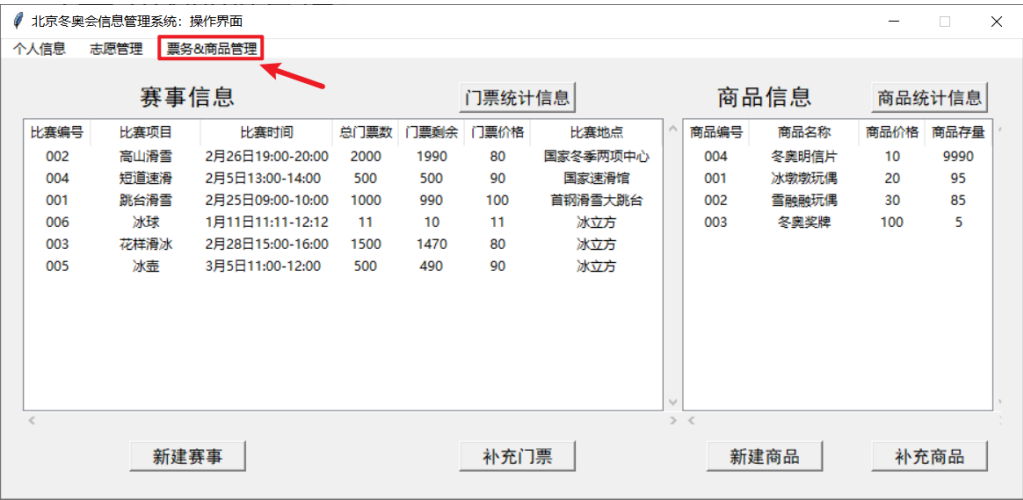 北京冬奥会信息管理系统：操作界面
个人信息 志愿管理 票务&商品管理
赛事信息 门票统计信息 商品信息 商品统计信息
比赛编号 比赛项目 比赛时间 总门票数 门票剩余 门票价格 比赛地点 商品编号 商品名称 商品价格 商品存量
002 高山滑雪 2月26日19:00-20:00 2000 1990 80 国家冬季两项中心 004 冬奥明信片 10 9990
004 短道速滑 2月5日13:00-14:00 500 500 90 国家速滑馆 001 冰墩墩玩偶 20 95
001 跳台滑雪 2月25日09:00-10:00 1000 990 100 首钢滑雪大跳台 002 雪融融玩偶 30 85
006 冰球 1月11日11:11-12:12 11 10 11 冰立方 003 冬奥奖牌 100 5
003 花样滑冰 2月28日15:00-16:00 1500 1470 80 冰立方
005 冰壶 3月5日11:00-12:00 500 490 90 冰立方
新建赛事 补充门票 新建商品 补充商品